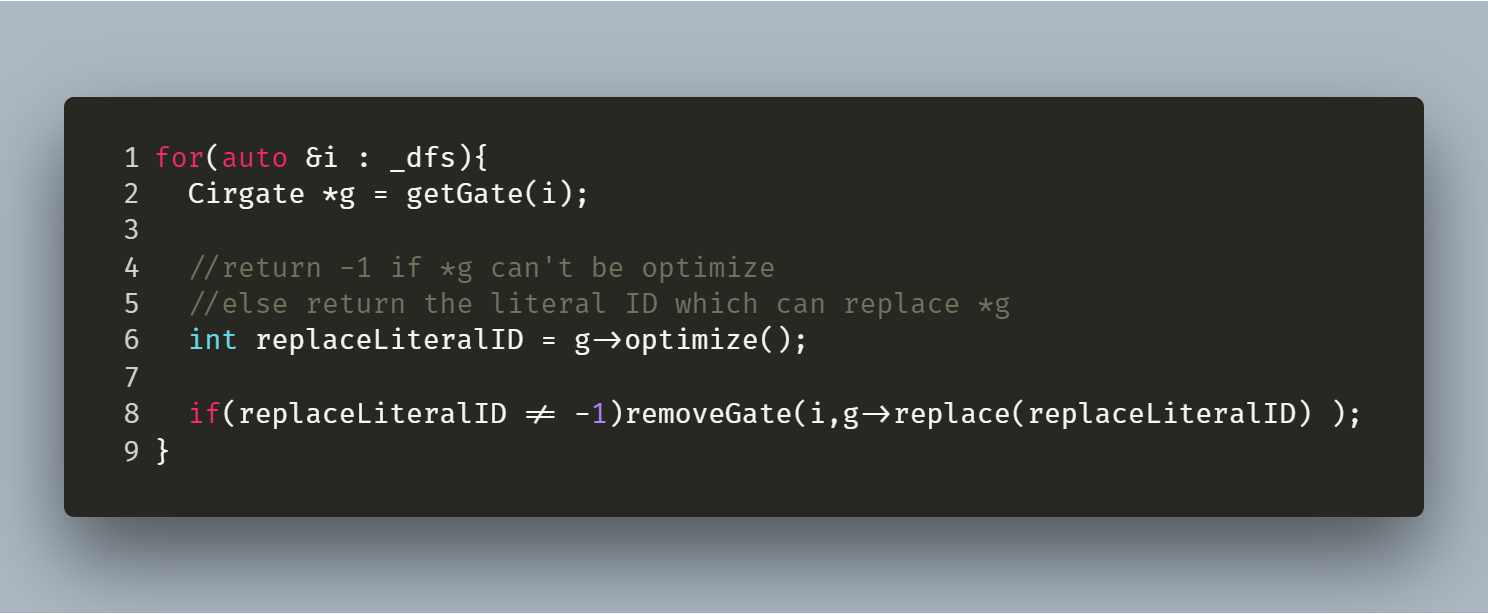 1 for(auto &i : _dfs){
2   Cirgate *g = getGate(i);
3
4   //return -1 if *g can't be optimize
5   //else return the literal ID which can replace *g
6   int replaceLiteralID = g->optimize();
7
8   if(replaceLiteralID != -1)removeGate(i,g->replace(replaceLiteralID) );
9 }